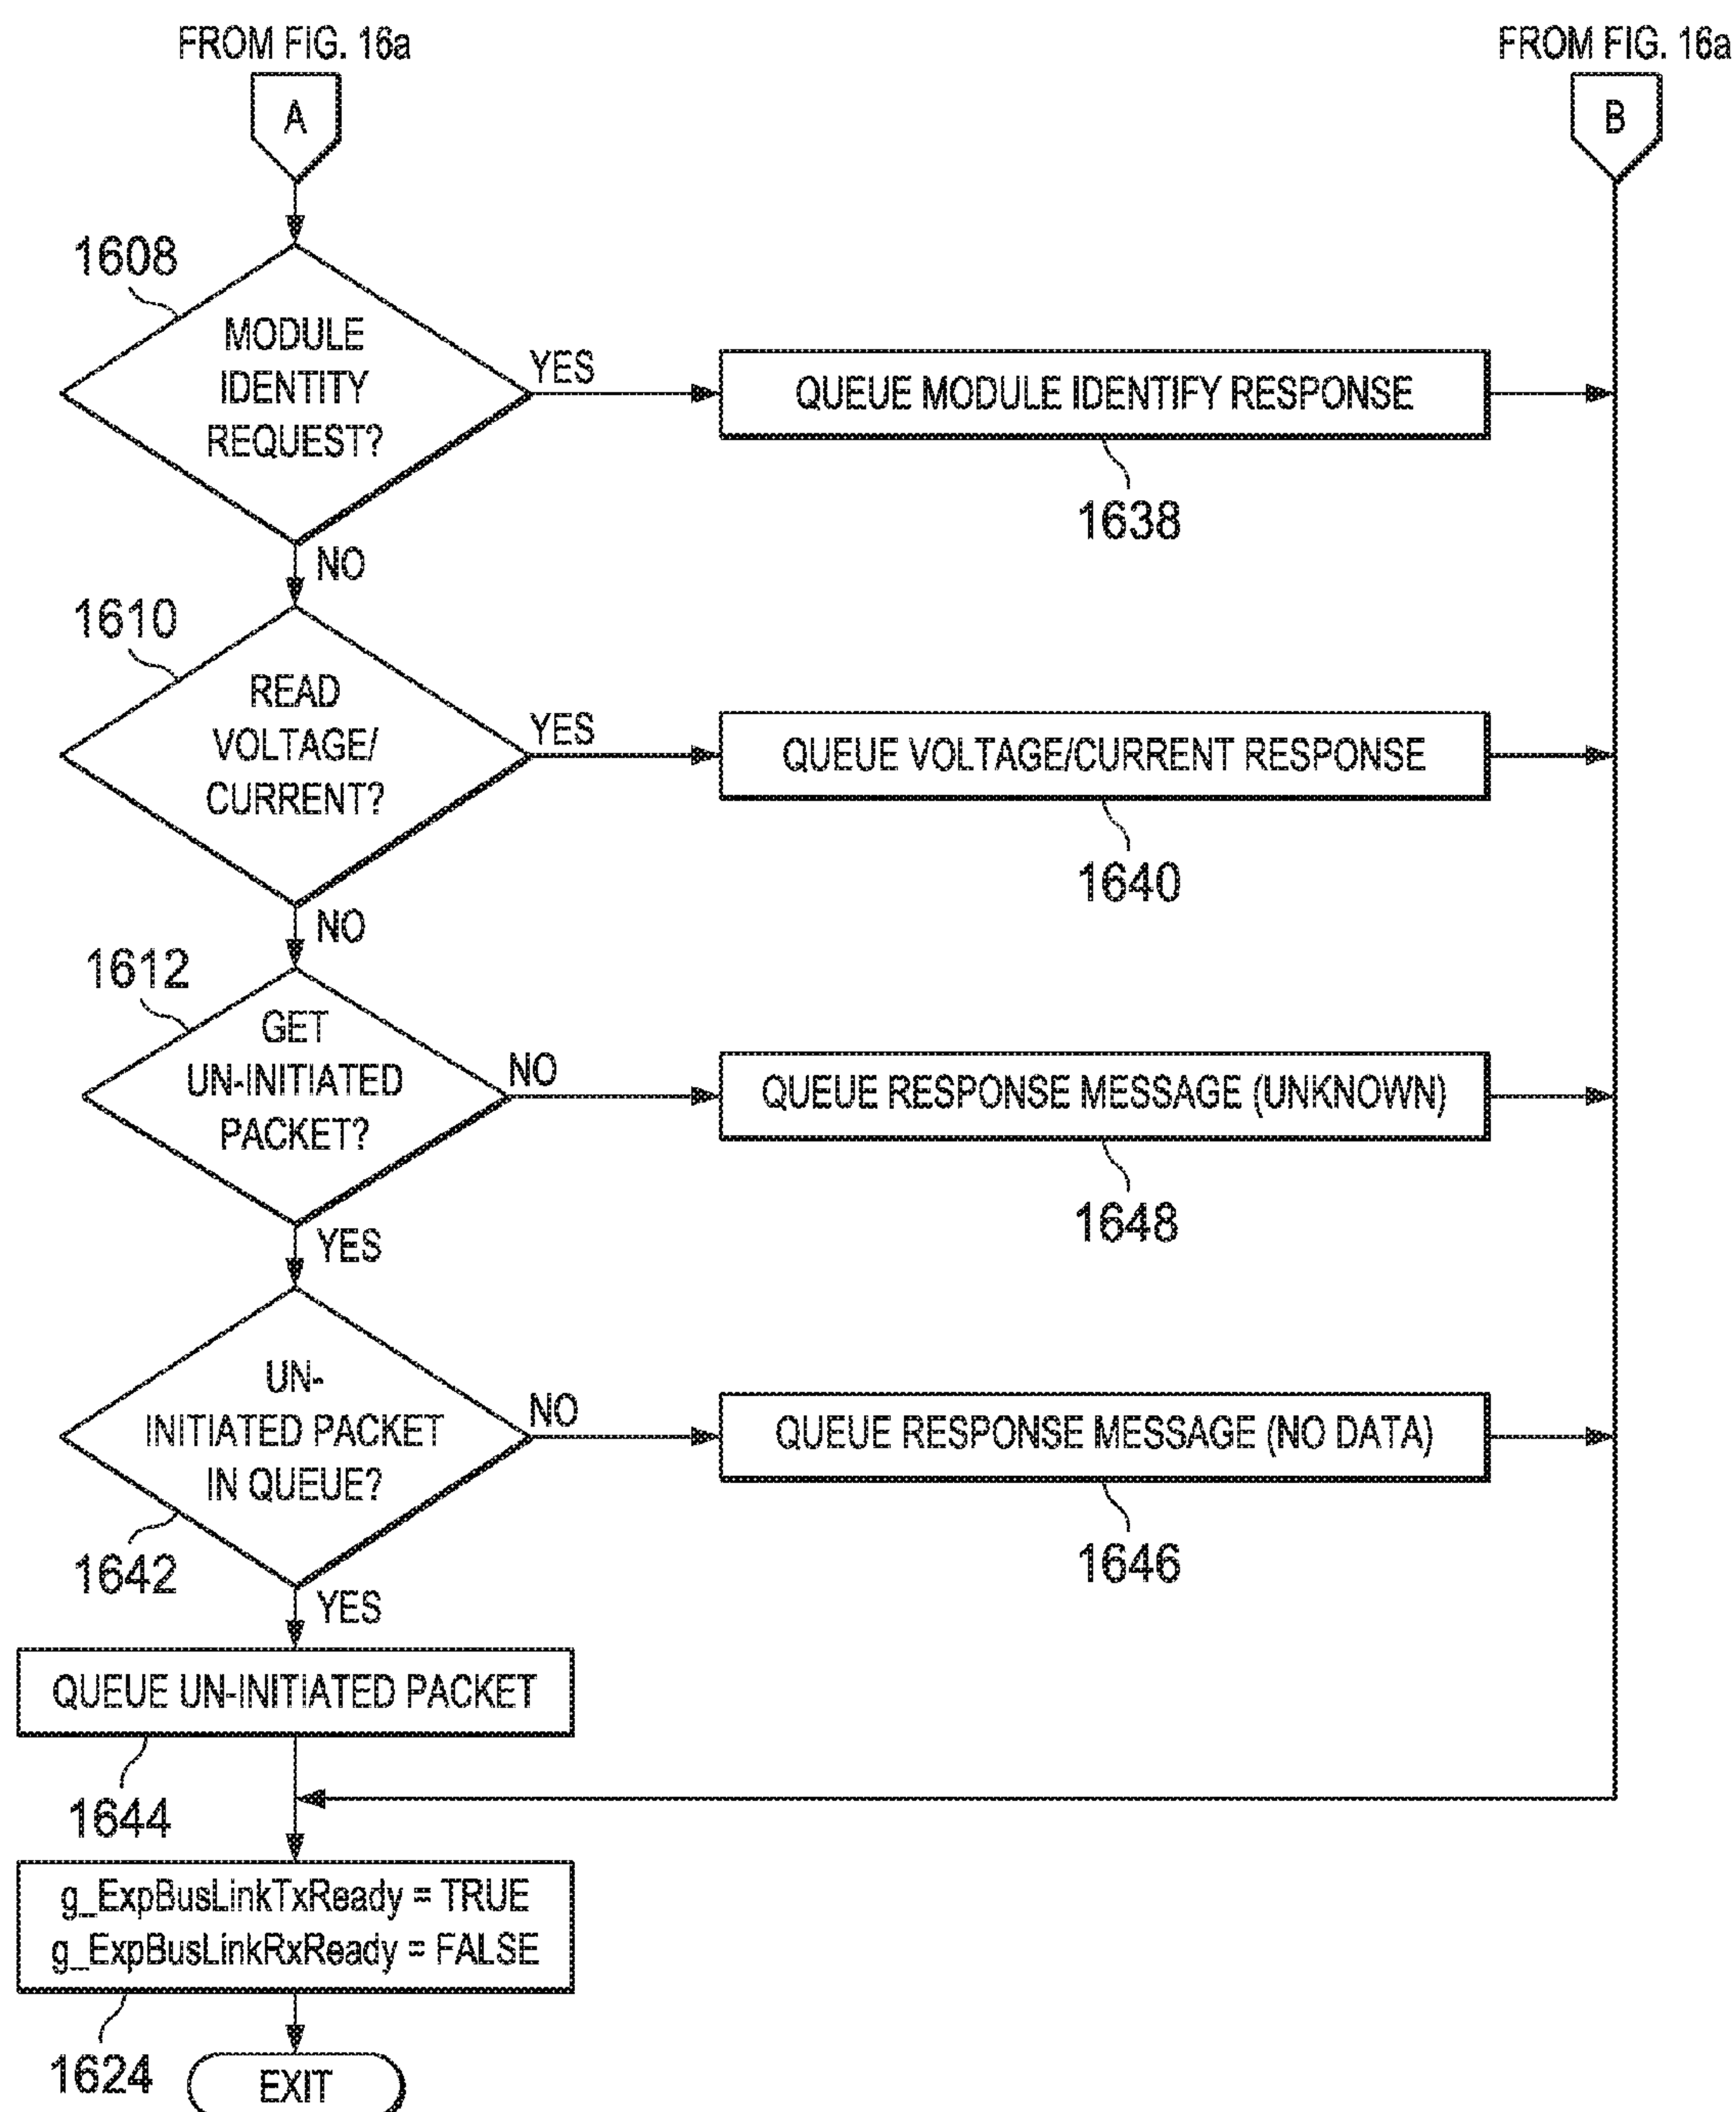 FROM FIG. 16a
A
FROM FIG. 16a
B
1608
MODULE
IDENTITY
REQUEST?
YES
QUEUE MODULE IDENTIFY RESPONSE
1638
NO
1610
READ
VOLTAGE/
CURRENT?
YES
QUEUE VOLTAGE/CURRENT RESPONSE
1640
NO
1612
GET
UN-INITIATED
PACKET?
NO
QUEUE RESPONSE MESSAGE (UNKNOWN)
1648
YES
UN-
INITIATED PACKET
IN QUEUE?
NO
QUEUE RESPONSE MESSAGE (NO DATA)
1646
1642
YES
QUEUE UN-INITIATED PACKET
1644
g_ExpBusLinkTxReady = TRUE
g_ExpBusLinkRxReady = FALSE
1624
EXIT